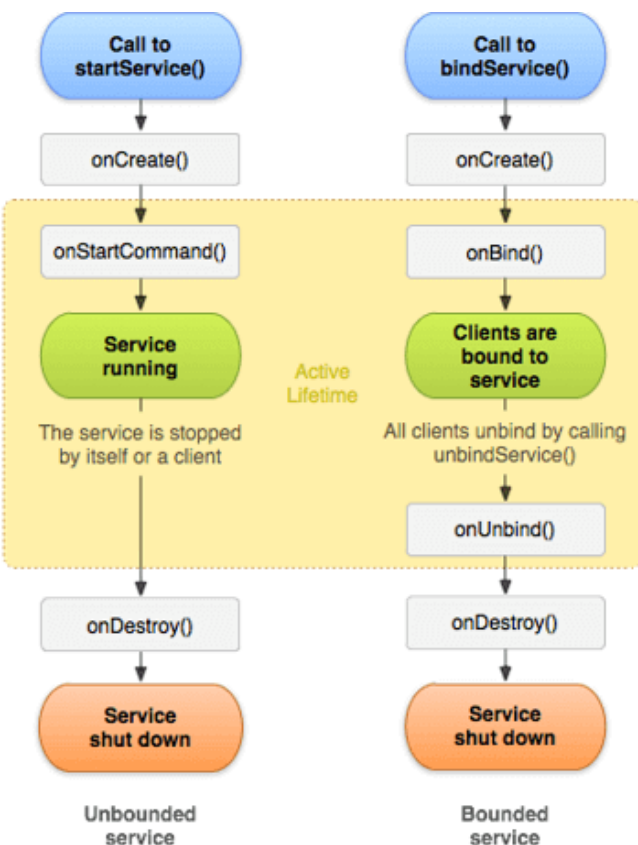 Call to
startService()
onCreate()
onStartCommand()
Service
running
The service is stopped
by itself or a client
onDestroy()
Service
shut down
Unbounded
service
Active
Lifetime
Call to
bindService()
onCreate()
onBind()
Clients are
bound to
service
All clients unbind by calling
unbindService()
onUnbind()
onDestroy()
Service
shut down
Bounded
service